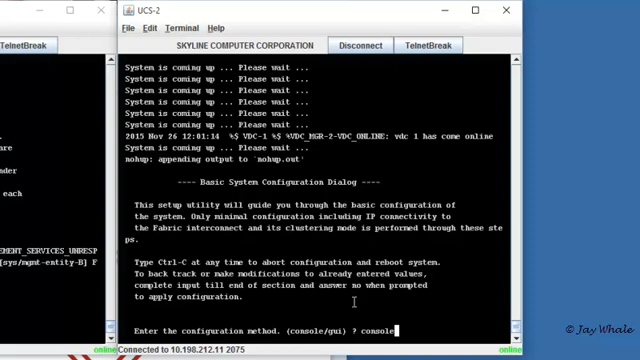 UCS-2
File Edit Terminal Help
TelnetBreak
SKYLINE COMPUTER CORPORATION
Disconnect
TelnetBreak
System is coming up ... Please wait ...
System is coming up ... Please wait ...
System is coming up ... Please wait ...
System is coming up ... Please wait ...
System is coming up ... Please wait ...
System is coming up ... Please wait ...
2015 Nov 26 12:01:14 %$ VDC-1 %$ %VDC_MGR-2-VDC_ONLINE: vdc 1 has come online
System is coming up ... Please wait ...
nohup: appending output to `nohup.out'
---- Basic System Configuration Dialog ----
This setup utility will guide you through the basic configuration of
the system. Only minimal configuration including IP connectivity to
the Fabric interconnect and its clustering mode is performed through these ste
ps.
Type Ctrl-C at any time to abort configuration and reboot system.
To back track or make modifications to already entered values,
complete input till end of section and answer no when prompted
to apply configuration.
Enter the configuration method. (console/gui) ? console
Connected to 10.198.212.11 2075
are
nder
each
EMENT_SERVICES_UNRESP
[sys/mgmt-entity-B] F
© Jay Whale